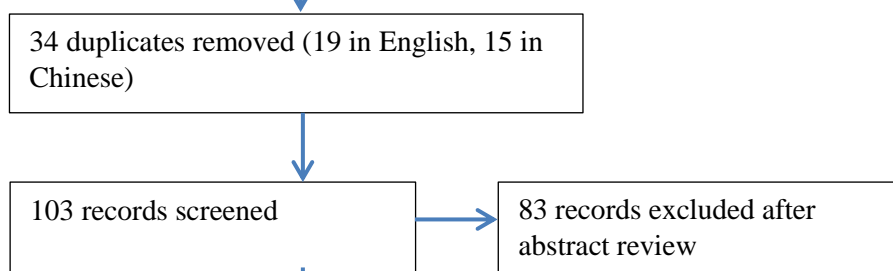 34 duplicates removed (19 in English, 15 in
Chinese)
103 records screened
83 records excluded after
abstract review